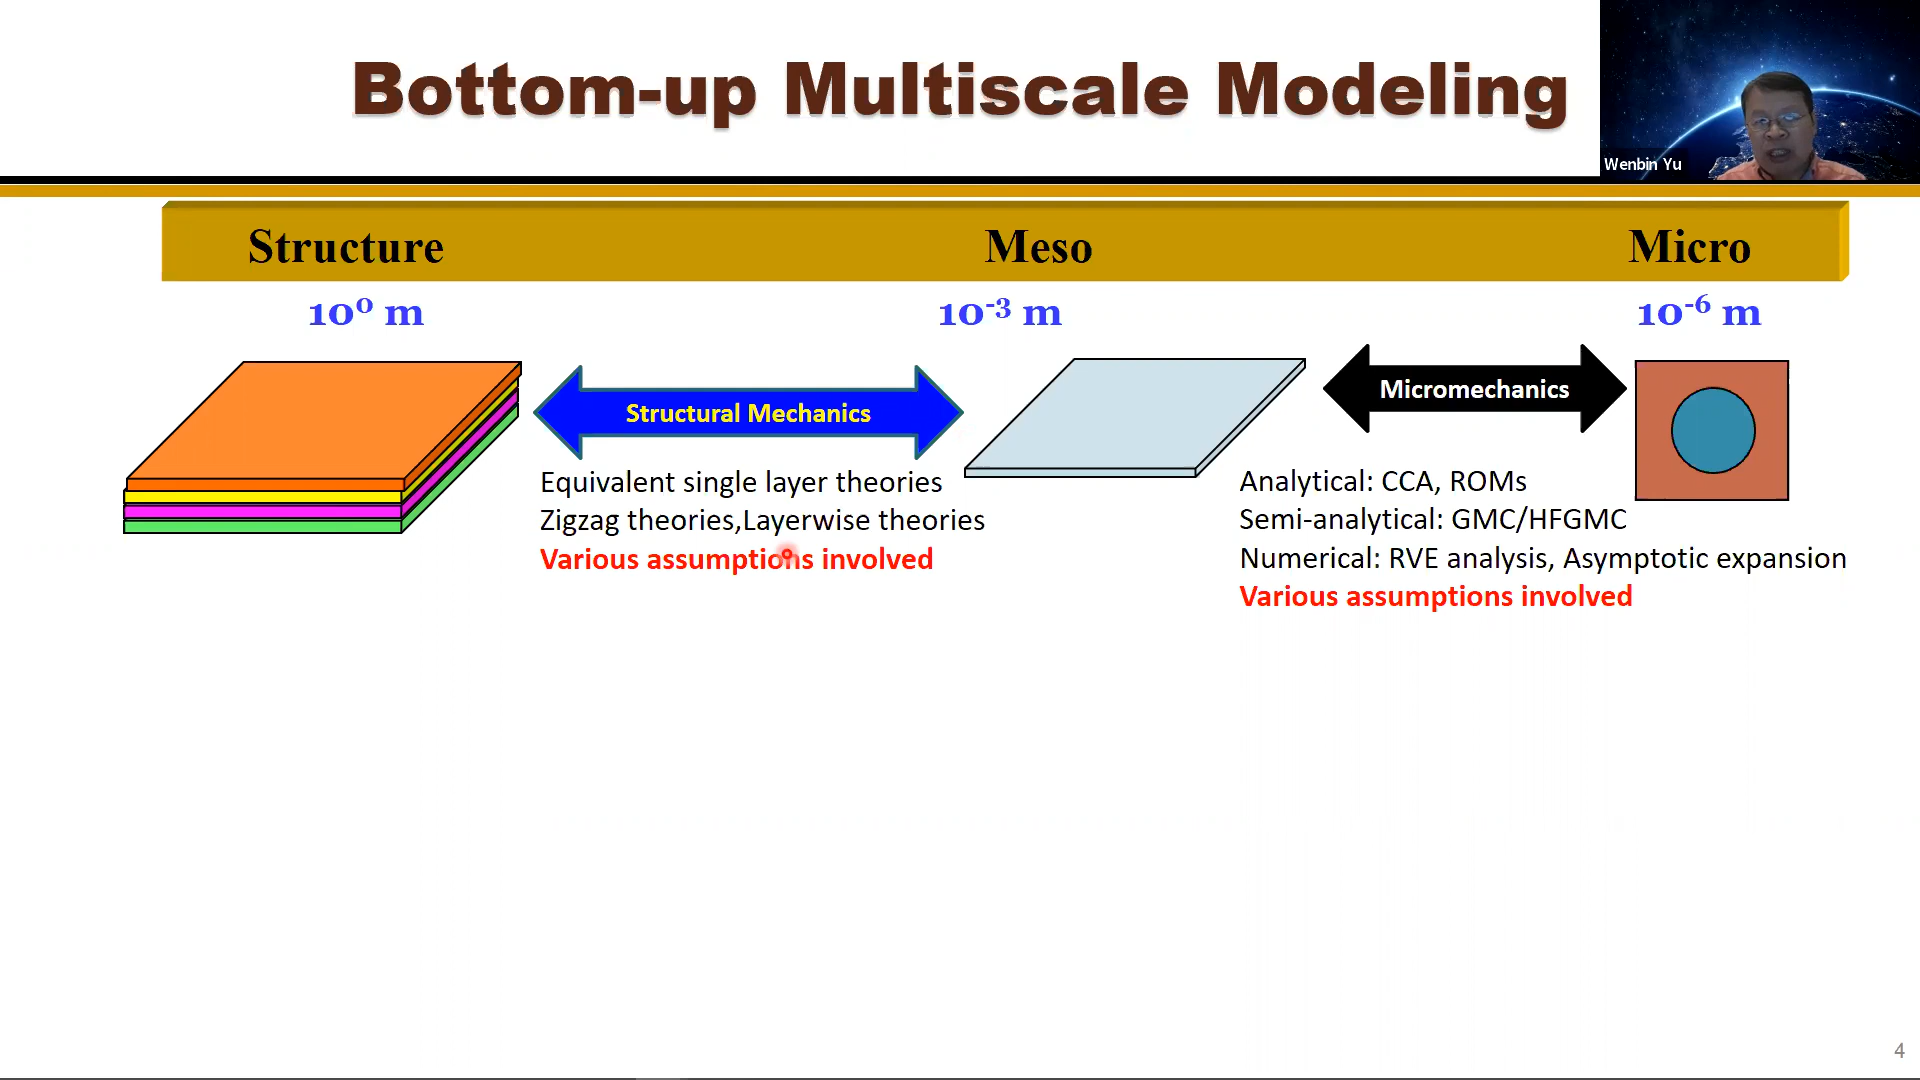 Bottom-up Multiscale Modeling
Wenbin Yu
Structure Meso Micro
10⁰ m 10⁻³ m 10⁻⁶ m
Structural Mechanics
Micromechanics
Equivalent single layer theories
Zigzag theories,Layerwise theories
Various assumptions involved
Analytical: CCA, ROMs
Semi-analytical: GMC/HFGMC
Numerical: RVE analysis, Asymptotic expansion
Various assumptions involved
4